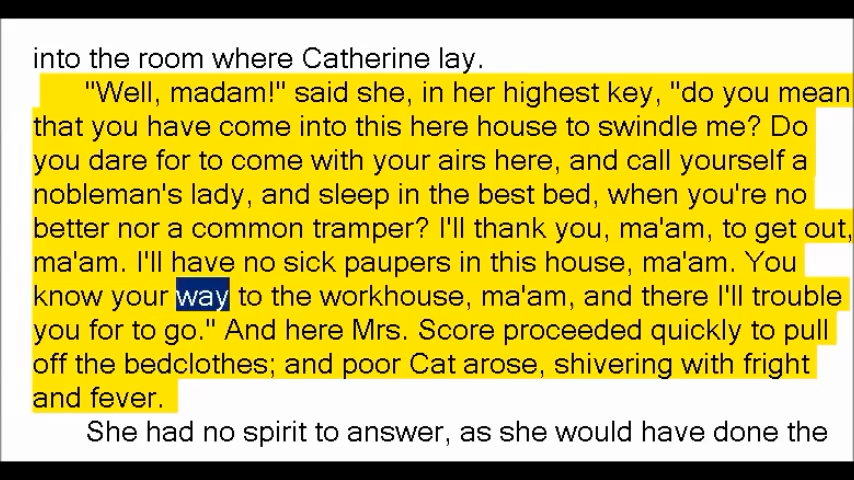 into the room where Catherine lay.
"Well, madam!" said she, in her highest key, "do you mean
that you have come into this here house to swindle me? Do
you dare for to come with your airs here, and call yourself a
nobleman's lady, and sleep in the best bed, when you're no
better nor a common tramper? I'll thank you, ma'am, to get out,
ma'am. I'll have no sick paupers in this house, ma'am. You
know your way to the workhouse, ma'am, and there I'll trouble
you for to go." And here Mrs. Score proceeded quickly to pull
off the bedclothes; and poor Cat arose, shivering with fright
and fever.
She had no spirit to answer, as she would have done the